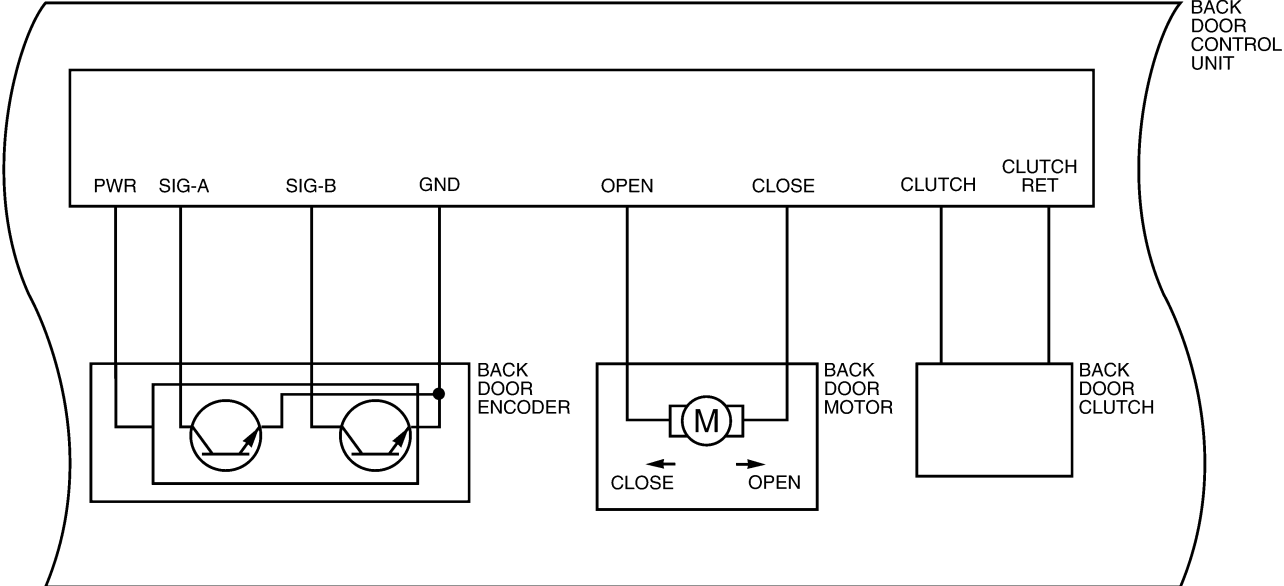 BACK
DOOR
CONTROL
UNIT
PWR
SIG-A
SIG-B
GND
OPEN
CLOSE
CLUTCH
CLUTCH
RET
BACK
DOOR
ENCODER
BACK
DOOR
MOTOR
M
CLOSE
OPEN
BACK
DOOR
CLUTCH